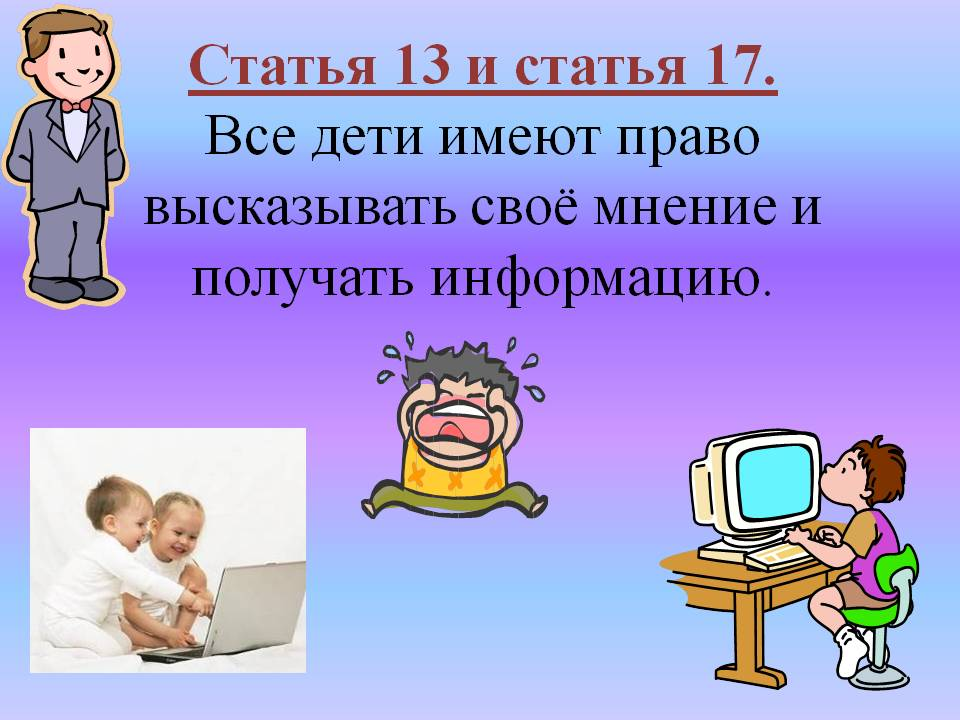 Статья 13 и статья 17.
Все дети имеют право
высказывать своё мнение и
получать информацию.